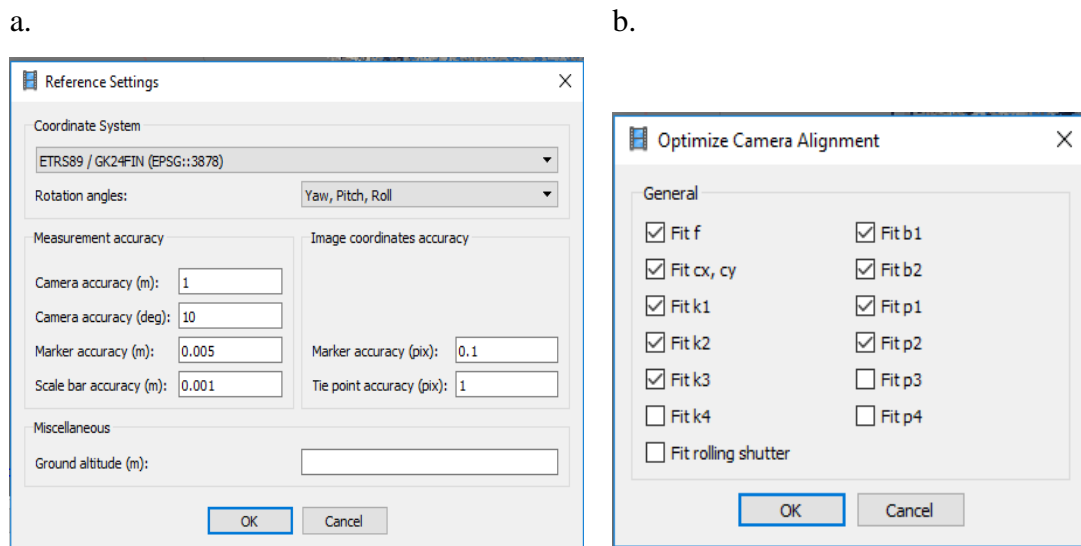 a.
b.
Reference Settings
Coordinate System
ETRS89 / GK24FIN (EPSG::3878)
Rotation angles: Yaw, Pitch, Roll
Measurement accuracy
Image coordinates accuracy
Camera accuracy (m): 1
Camera accuracy (deg): 10
Marker accuracy (m): 0.005
Marker accuracy (pix): 0.1
Scale bar accuracy (m): 0.001
Tie point accuracy (pix): 1
Miscellaneous
Ground altitude (m):
OK
Cancel
Optimize Camera Alignment
General
Fit f
Fit b1
Fit cx, cy
Fit b2
Fit k1
Fit p1
Fit k2
Fit p2
Fit k3
Fit p3
Fit k4
Fit p4
Fit rolling shutter
OK
Cancel